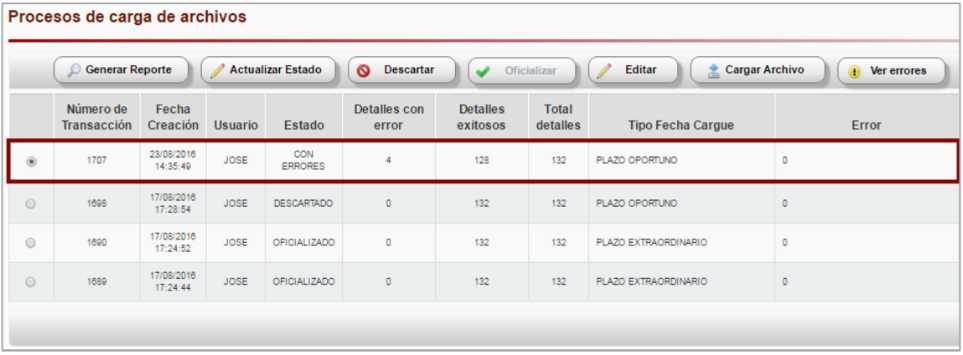 Procesos de carga de archivos
Generar Reporte Actualizar Estado Descartar Oficializar Editar Cargar Archivo Ver errores
Número de Transacción Fecha Creación Usuario Estado Detalles con error Detalles exitosos Total detalles Tipo Fecha Cargue Error
1707 23/08/2016 14:35:49 JOSE CON ERRORES 4 128 132 PLAZO OPORTUNO 0
1698 17/08/2016 17:28:54 JOSE DESCARTADO 0 132 132 PLAZO OPORTUNO 0
1690 17/08/2016 17:24:52 JOSE OFICIALIZADO 0 132 132 PLAZO EXTRAORDINARIO 0
1689 17/08/2016 17:24:44 JOSE OFICIALIZADO 0 132 132 PLAZO EXTRAORDINARIO 0